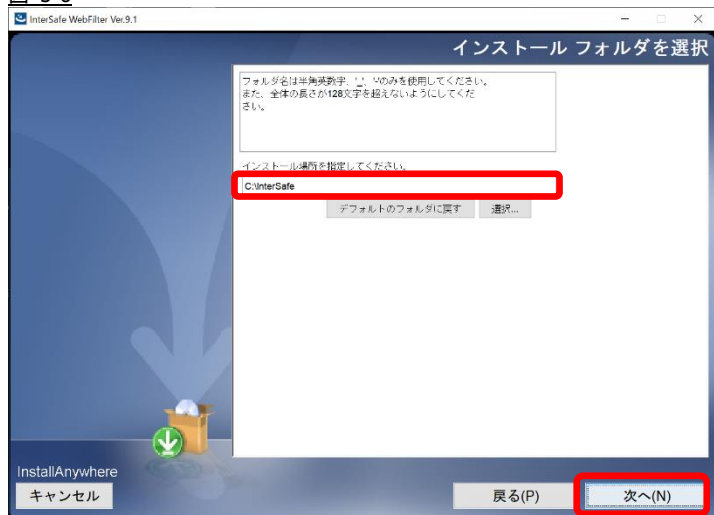 InterSafe WebFilter Ver.9.1
インストール フォルダを選択
フォルダ名は半角英数字、'_'、'-'のみを使用してください。
また、全体の長さが128文字を超えないようにしてくだ
さい。
インストール場所を指定してください。
C:\InterSafe
デフォルトのフォルダに戻す 選択...
InstallAnywhere
キャンセル 戻る(P) 次へ(N)